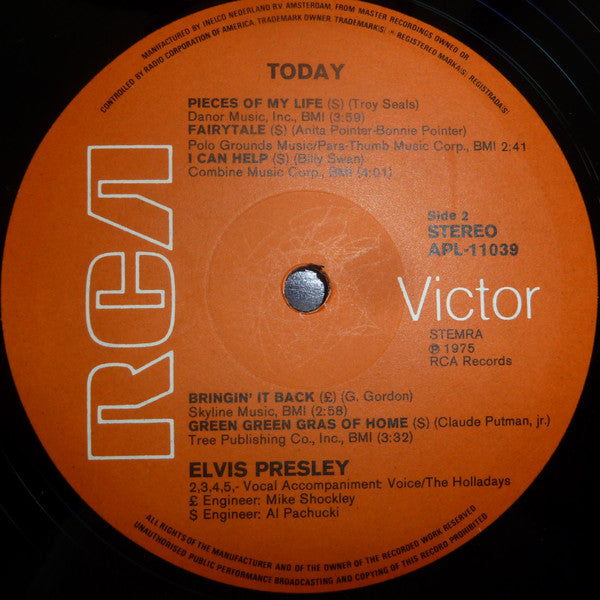 MANUFACTURED BY INELCO NEDERLAND BV AMSTERDAM, FROM MASTER RECORDINGS OWNED OR
CONTROLLED BY RADIO CORPORATION OF AMERICA, TRADEMARK OWNER. TRADEMARK(S) ® REGISTERED MARKA(S) REGISTRADA(S)
TODAY
PIECES OF MY LIFE (S) (Troy Seals)
Danor Music, Inc., BMI (3:59)
FAIRYTALE (S) (Anita Pointer-Bonnie Pointer)
Polo Grounds Music/Para-Thumb Music Corp., BMI 2:41
I CAN HELP (S) (Billy Swan)
Combine Music Corp., BMI (4:01)
Side 2
STEREO
APL-11039
RCA
Victor
STEMRA
℗ 1975
RCA Records
BRINGIN' IT BACK (£) (G. Gordon)
Skyline Music, BMI (2:58)
GREEN GREEN GRAS OF HOME (S) (Claude Putman, jr.)
Tree Publishing Co., Inc., BMI (3:32)
ELVIS PRESLEY
2,3,4,5,- Vocal Accompaniment: Voice/The Holladays
£ Engineer: Mike Shockley
S Engineer: Al Pachucki
ALL RIGHTS OF THE MANUFACTURER AND OF THE OWNER OF THE RECORDED WORK RESERVED
UNAUTHORISED PUBLIC PERFORMANCE BROADCASTING AND COPYING OF THIS RECORD PROHIBITED